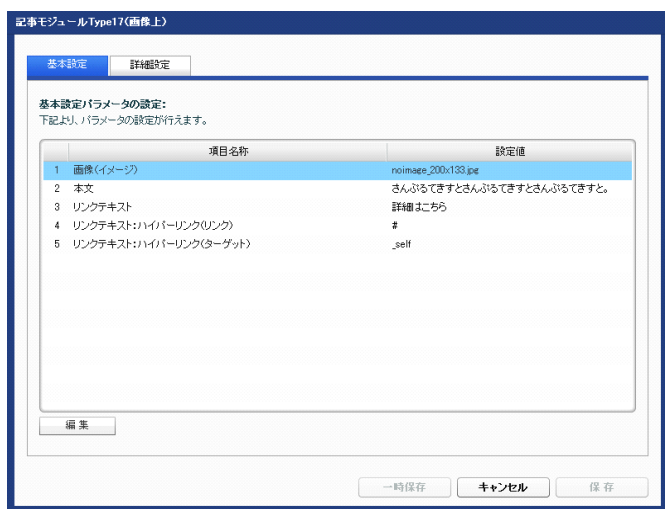 記事モジュールType17(画像上)
基本設定 詳細設定
基本設定パラメータの設定:
下記より、パラメータの設定が行えます。
項目名称 設定値
1 画像(イメージ) noimage_200x133.jpg
2 本文 さんぷるてきすとさんぷるてきすとさんぷるてきすと。
3 リンクテキスト 詳細はこちら
4 リンクテキスト:ハイパーリンク(リンク) #
5 リンクテキスト:ハイパーリンク(ターゲット) _self
編集
一時保存 キャンセル 保存